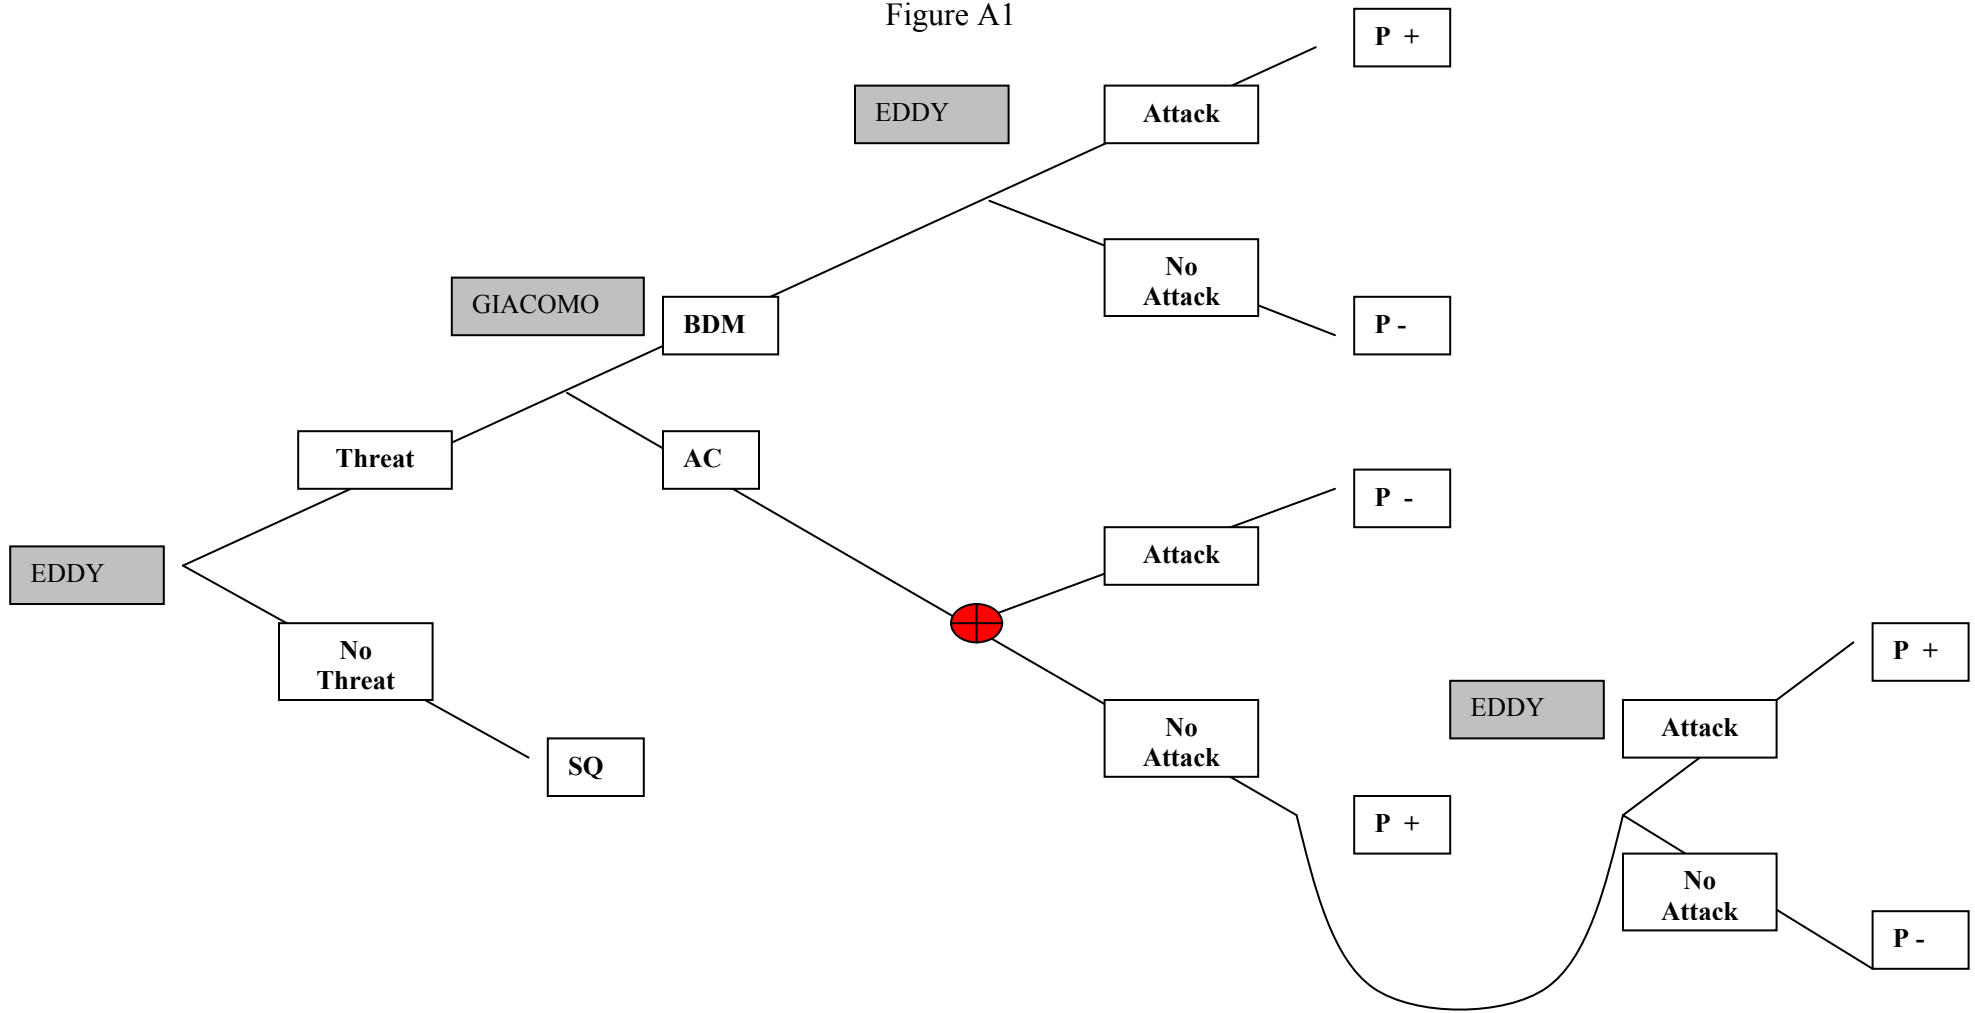 Figure A1
P +
EDDY
Attack
No
Attack
GIACOMO
BDM
P -
Threat
AC
P -
Attack
EDDY
No
Threat
SQ
No
Attack
P +
EDDY
Attack
P +
No
Attack
P -